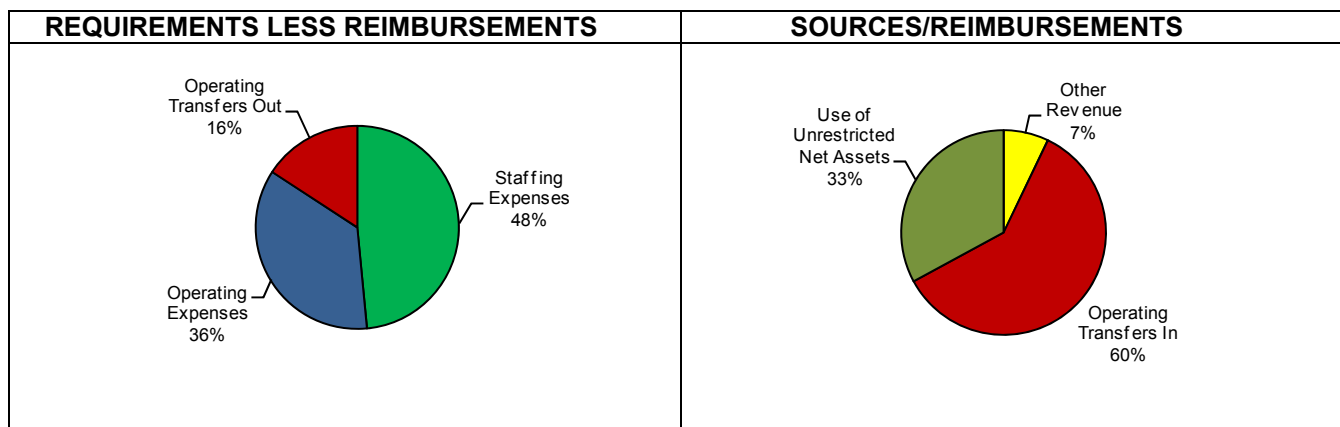 REQUIREMENTS LESS REIMBURSEMENTS
Operating
Transfers Out
16%
Staffing
Expenses
48%
Operating
Expenses
36%
SOURCES/REIMBURSEMENTS
Other
Revenue
7%
Use of
Unrestricted
Net Assets
33%
Operating
Transfers In
60%